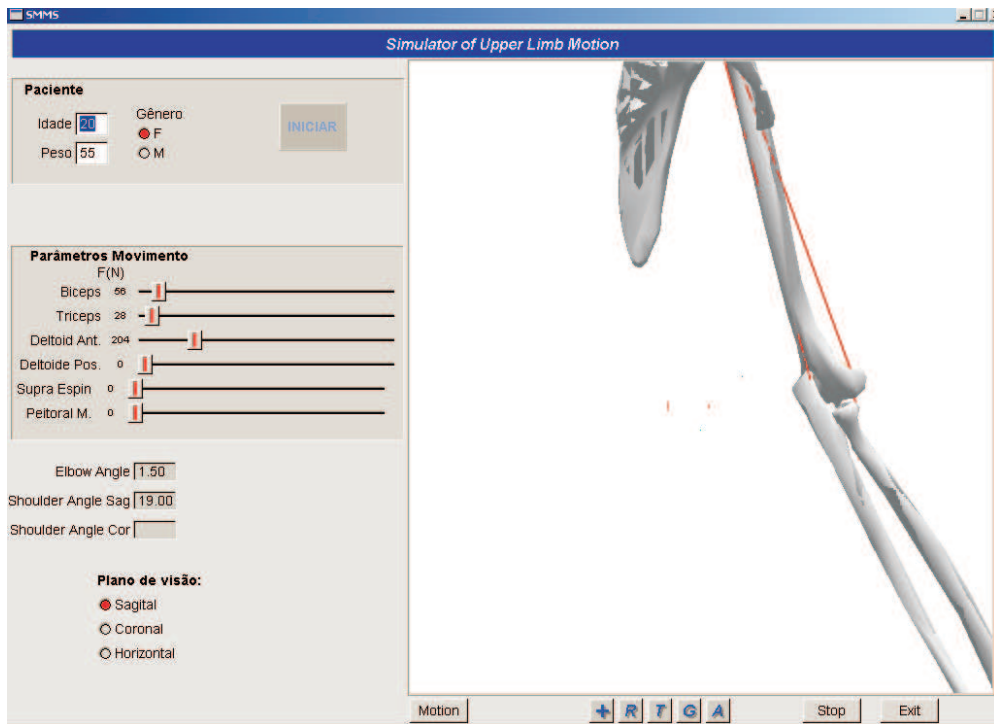 SMMS
Simulator of Upper Limb Motion
Paciente
Idade 20
Peso 55
Gênero
F
M
INICIAR
Parâmetros Movimento
F(N)
Biceps 56
Triceps 28
Deltoid Ant. 204
Deltoide Pos. 0
Supra Espin 0
Peitoral M. 0
Elbow Angle 1.50
Shoulder Angle Sag 19.00
Shoulder Angle Cor
Plano de visão:
Sagital
Coronal
Horizontal
Motion
R T G A
Stop
Exit